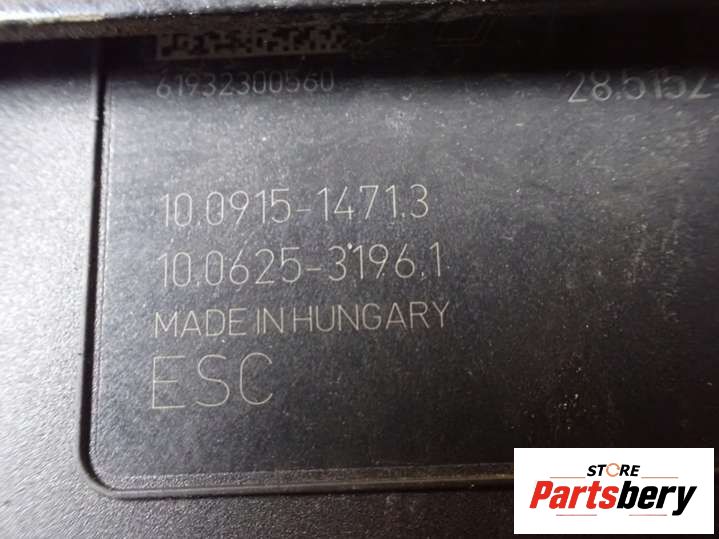 61932300560
28.5152
10.0915-1471.3
10.0625-3196.1
MADE IN HUNGARY
ESC
STORE
Partsbery